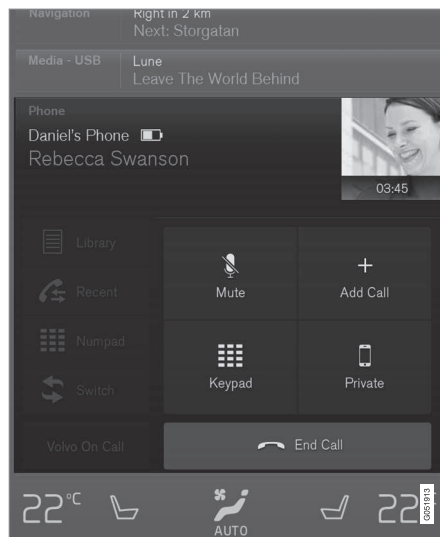 Navigation
Right in 2 km
Next: Storgatan
Media - USB
Lune
Leave The World Behind
Phone
Daniel's Phone
Rebecca Swanson
03:45
Library
Recent
Numpad
Switch
Volvo On Call
Mute
Add Call
Keypad
Private
End Call
22°C
AUTO
22
G051913